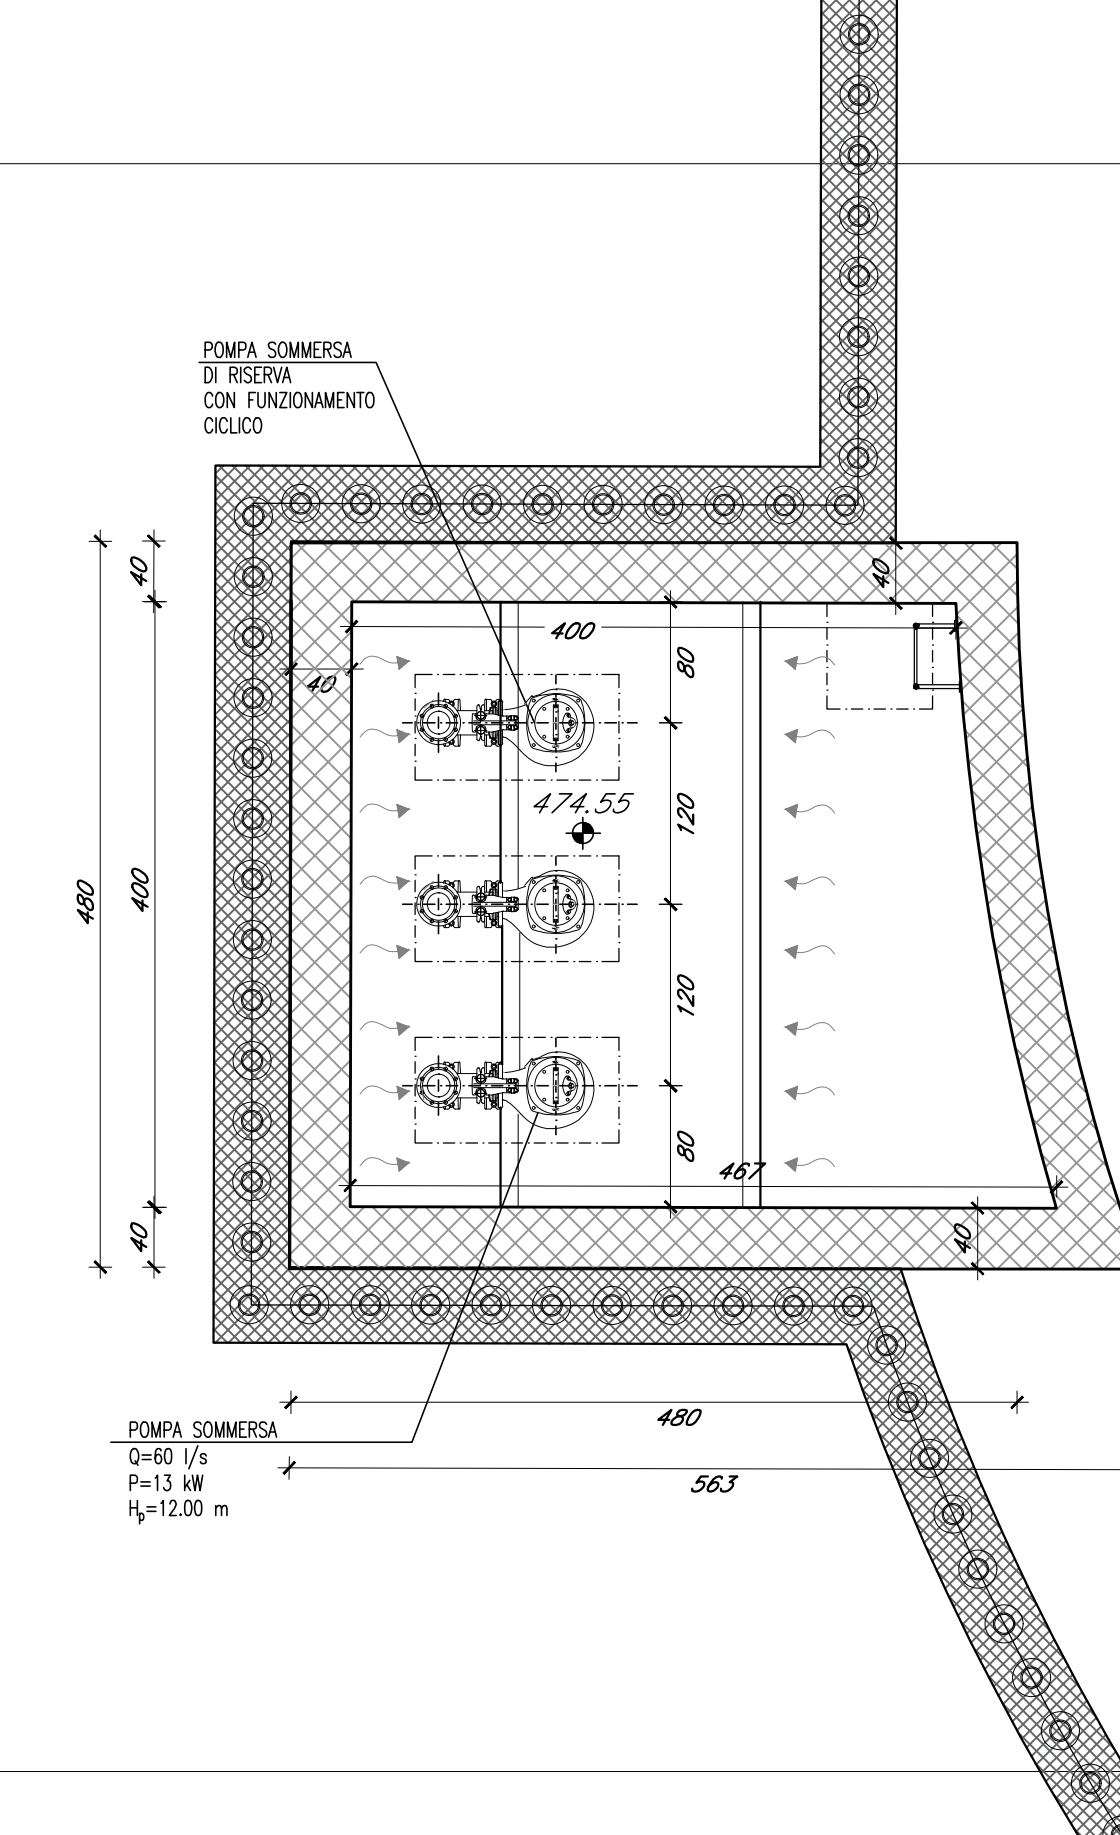 POMPA SOMMERSA
DI RISERVA
CON FUNZIONAMENTO
CICLICO
40
40
400
80
40
474.55
120
480
400
120
80
467
40
40
480
563
POMPA SOMMERSA
Q=60 l/s
P=13 kW
Hp=12.00 m